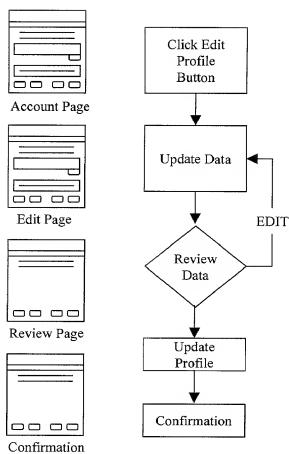 Click Edit
Profile
Button
Account Page
Update Data
Edit Page
EDIT
Review
Data
Review Page
Update
Profile
Confirmation
Confirmation